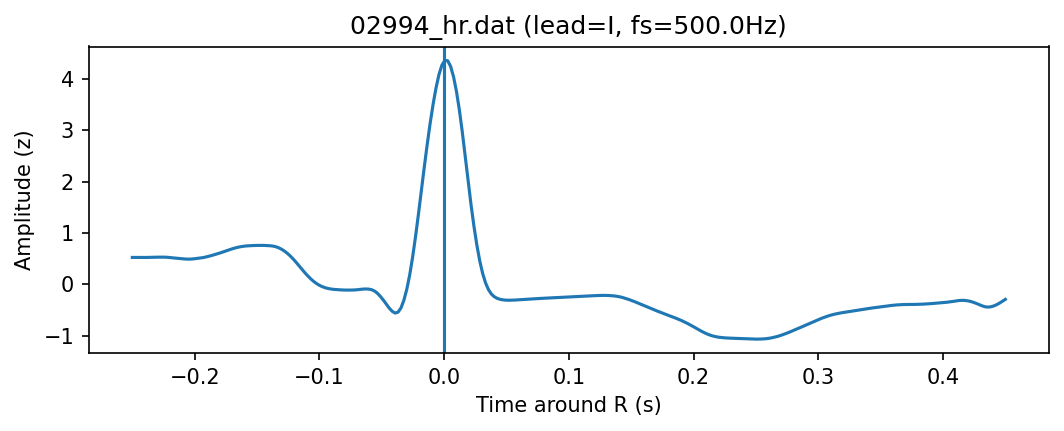 02994_hr.dat (lead=I, fs=500.0Hz)
Amplitude (z)
4
3
2
1
0
−1
−0.2 −0.1 0.0 0.1 0.2 0.3 0.4
Time around R (s)